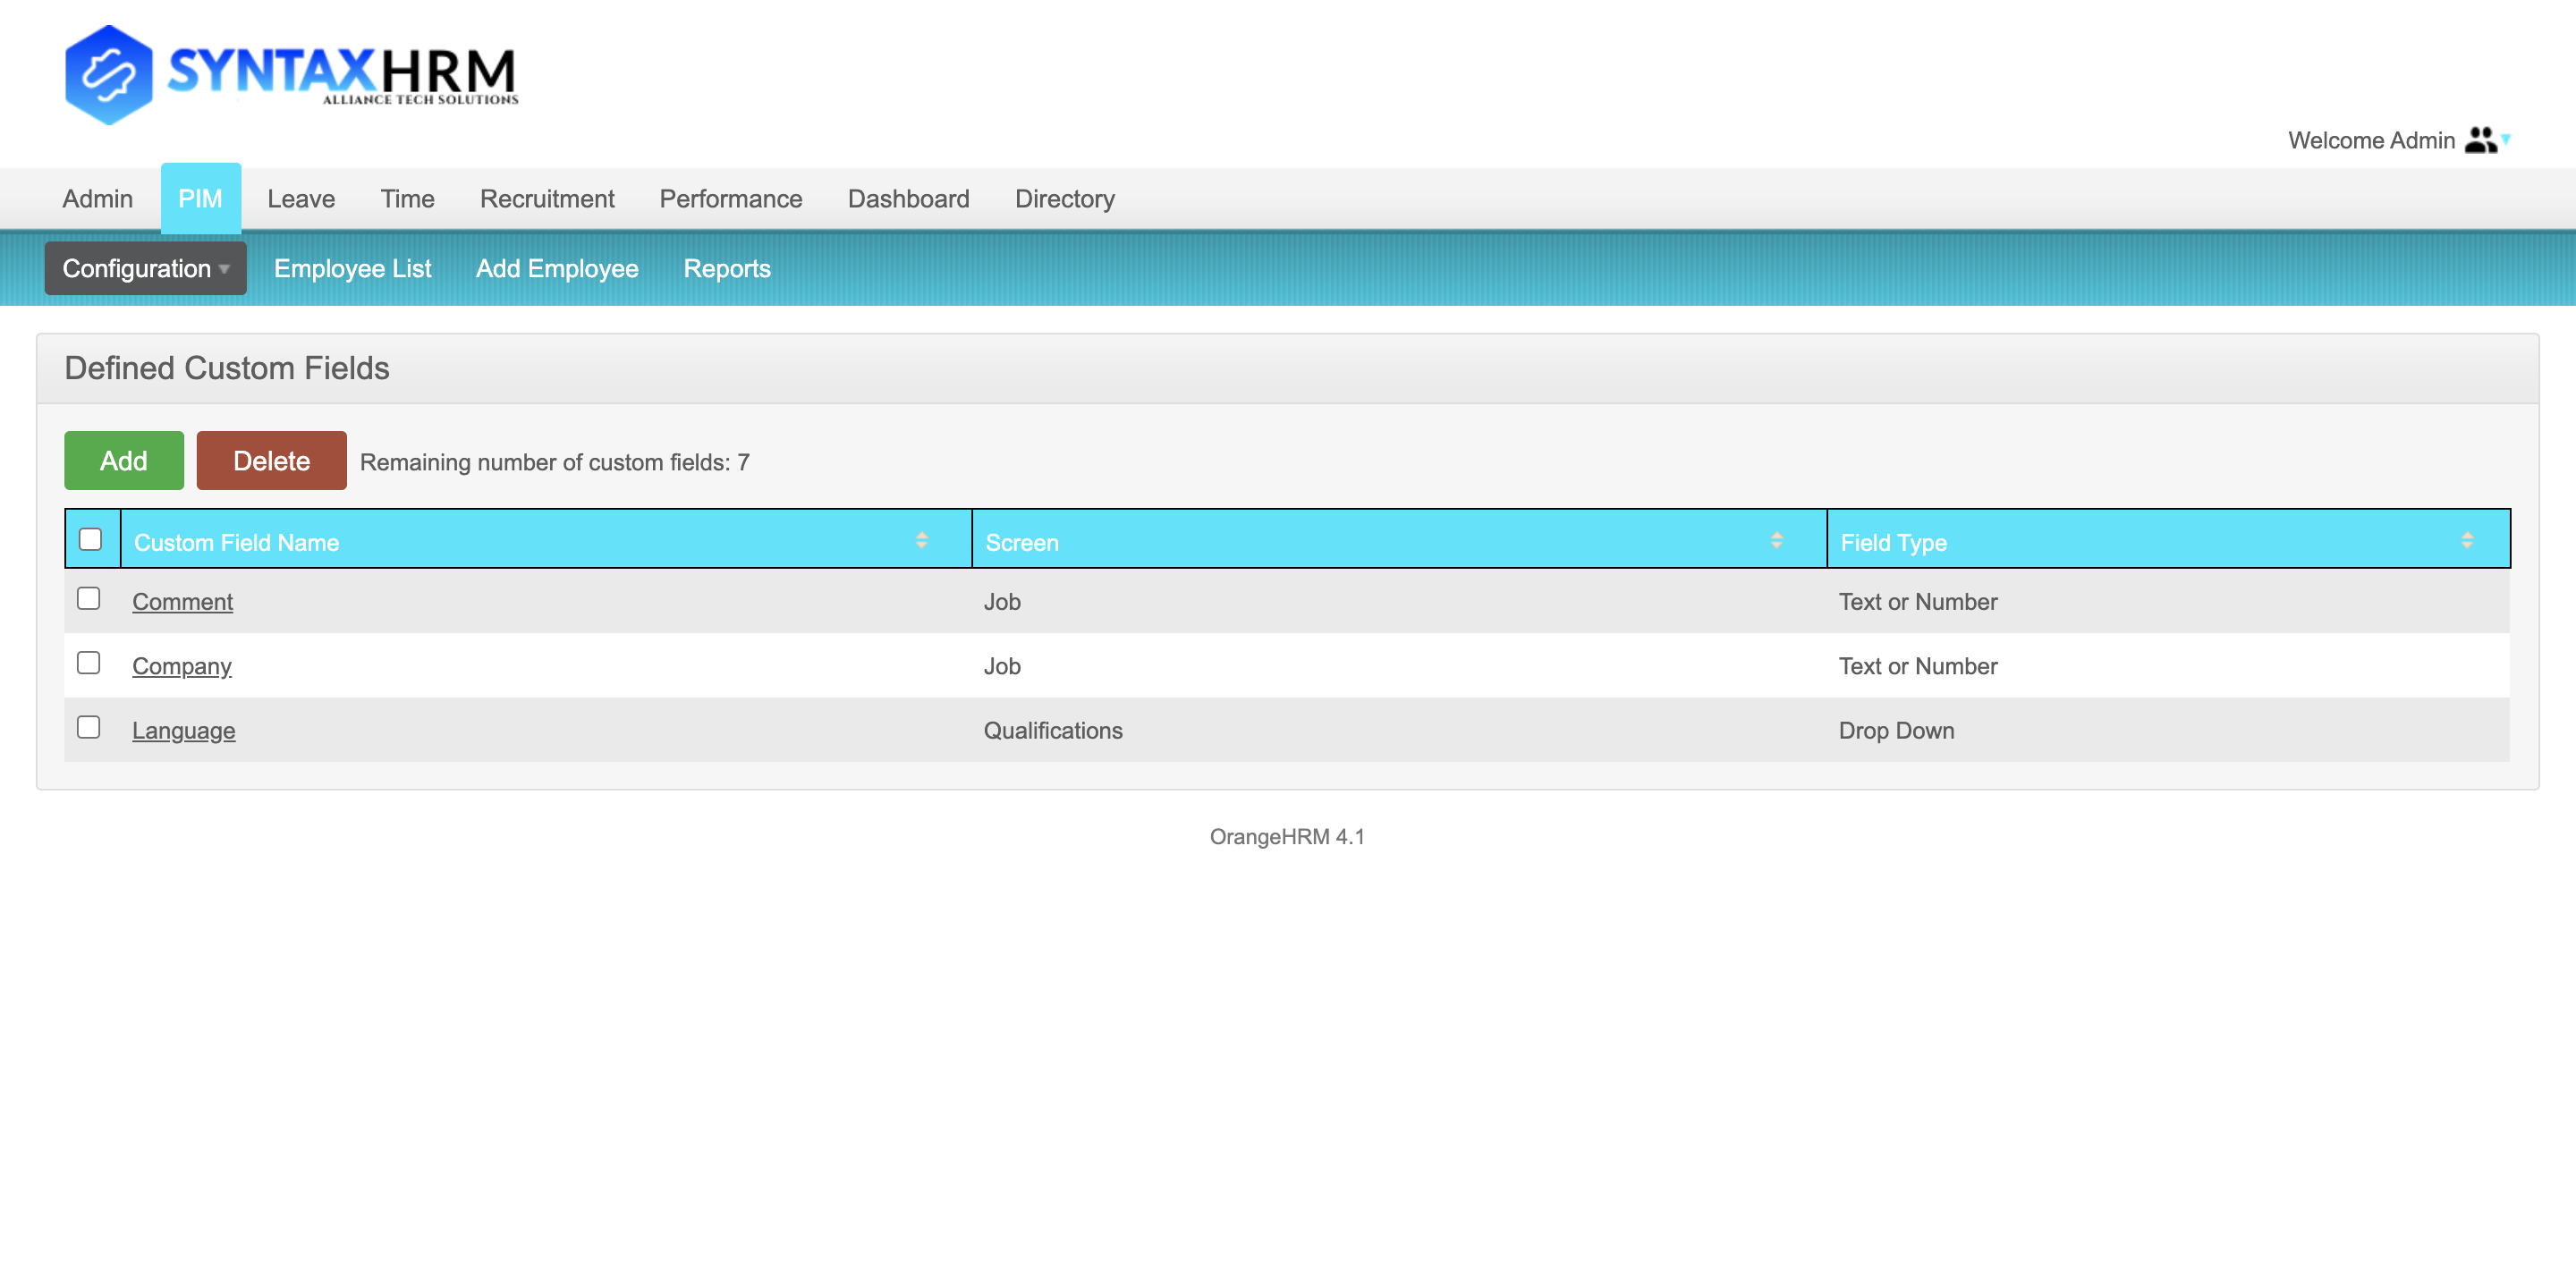 SYNTAXHRM
ALLIANCE TECH SOLUTIONS
Welcome Admin
Admin PIM Leave Time Recruitment Performance Dashboard Directory
Configuration Employee List Add Employee Reports
Defined Custom Fields
Add Delete Remaining number of custom fields: 7
Custom Field Name Screen Field Type
Comment Job Text or Number
Company Job Text or Number
Language Qualifications Drop Down
OrangeHRM 4.1